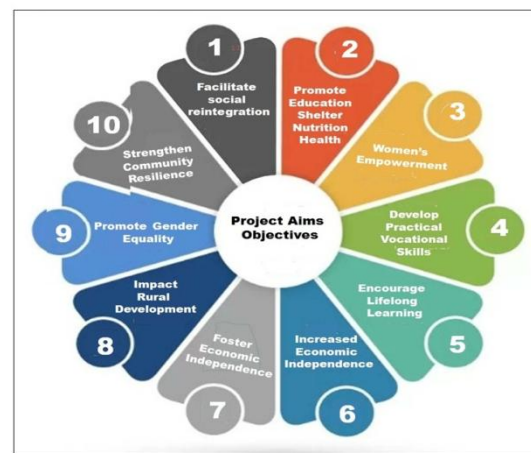 Project Aims
Objectives
1
Facilitate
social
reintegration
2
Promote
Education
Shelter
Nutrition
Health
3
Women's
Empowerment
4
Develop
Practical
Vocational
Skills
5
Encourage
Lifelong
Learning
6
Increased
Economic
Independence
7
Foster
Economic
Independence
8
Impact
Rural
Development
9
Promote Gender
Equality
10
Strengthen
Community
Resilience